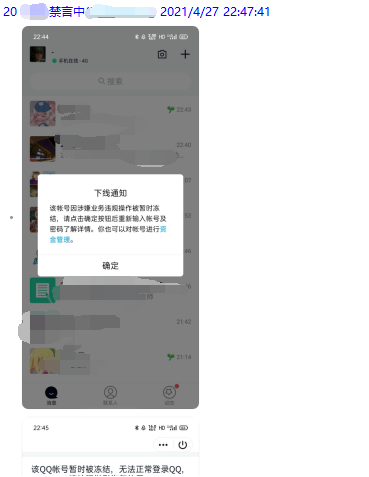 20 禁言中 2021/4/27 22:47:41
22:44
手机在线 · 4G
搜索
22:43
22:40
下线通知
该帐号因涉嫌业务违规操作被暂时冻
结，请点击确定按钮后重新输入帐号及
密码了解详情。你也可以对帐号进行资
金管理。
确定
21:42
21:14
消息 联系人 动态
22:45
该QQ帐号暂时被冻结，无法正常登录QQ,